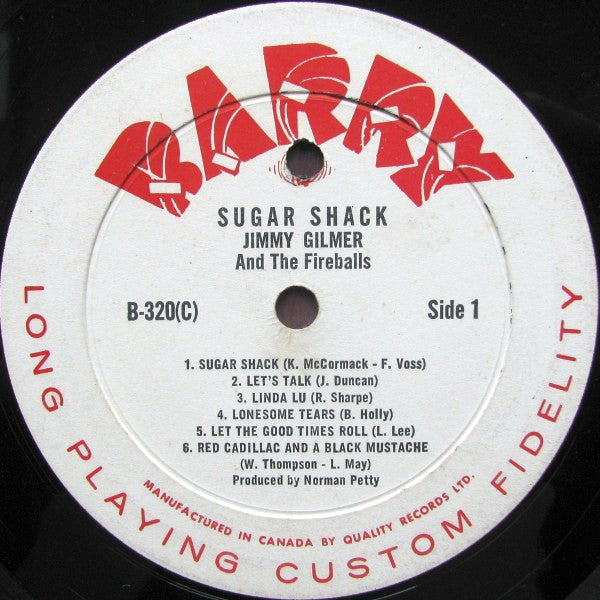 BARRY
SUGAR SHACK
JIMMY GILMER
And The Fireballs
B-320(C)
Side 1
1. SUGAR SHACK (K. McCormack - F. Voss)
2. LET'S TALK (J. Duncan)
3. LINDA LU (R. Sharpe)
4. LONESOME TEARS (B. Holly)
5. LET THE GOOD TIMES ROLL (L. Lee)
6. RED CADILLAC AND A BLACK MUSTACHE
(W. Thompson - L. May)
Produced by Norman Petty
MANUFACTURED IN CANADA BY QUALITY RECORDS LTD.
LONG PLAYING CUSTOM FIDELITY